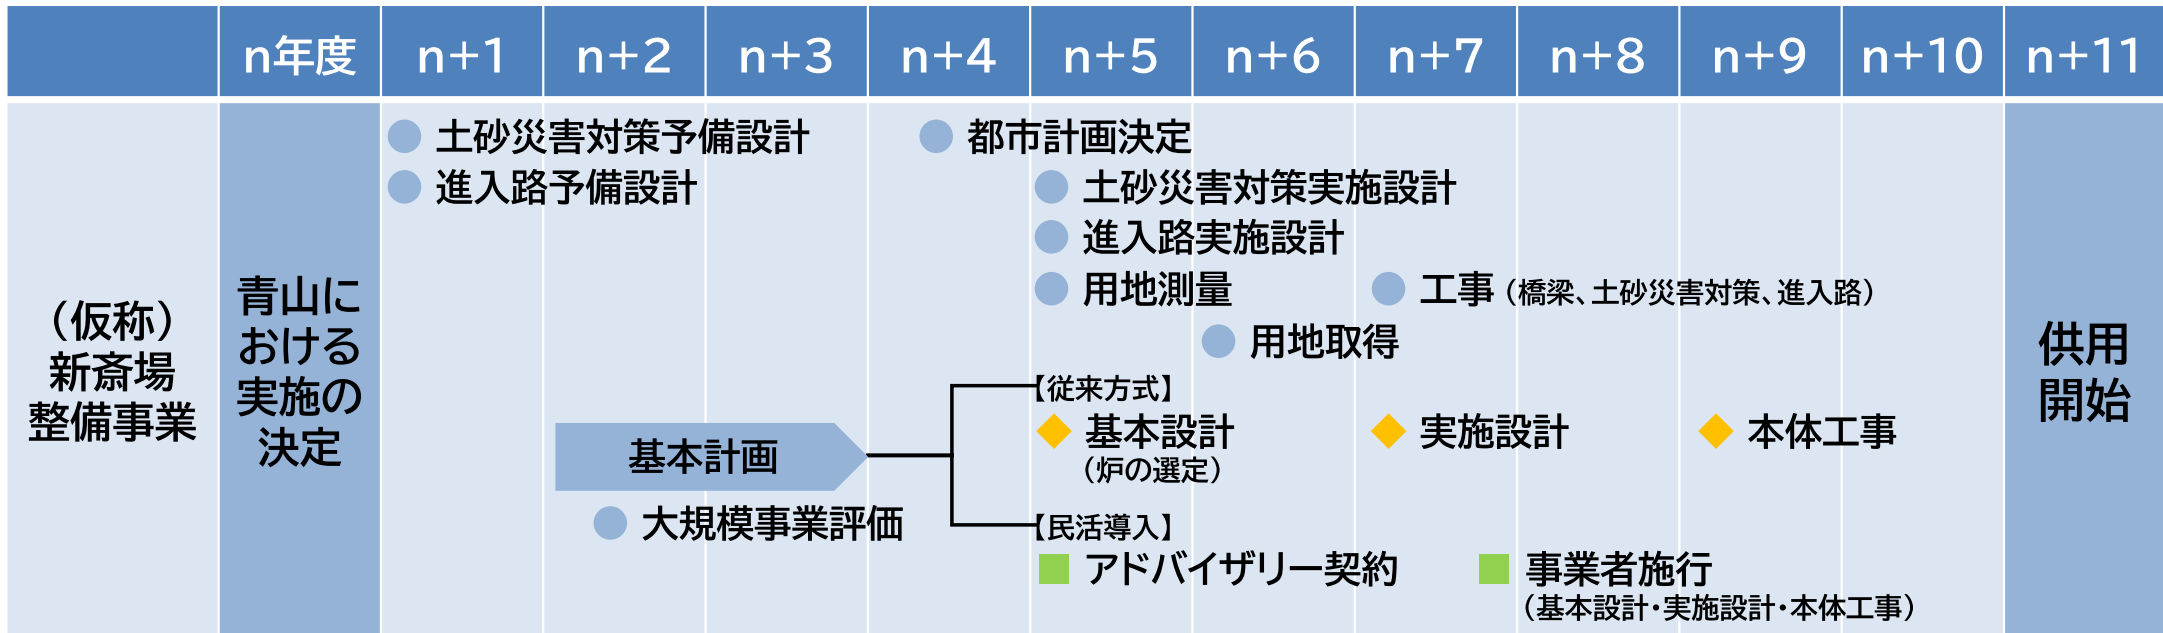 n年度 n+1 n+2 n+3 n+4 n+5 n+6 n+7 n+8 n+9 n+10 n+11
（仮称）
新斎場
整備事業
青山に
おける
実施の
決定
土砂災害対策予備設計
進入路予備設計
都市計画決定
土砂災害対策実施設計
進入路実施設計
用地測量
工事（橋梁、土砂災害対策、進入路）
用地取得
基本計画
大規模事業評価
【従来方式】
基本設計
（炉の選定）
実施設計
本体工事
【民活導入】
アドバイザリー契約
事業者施行
（基本設計・実施設計・本体工事）
供用
開始